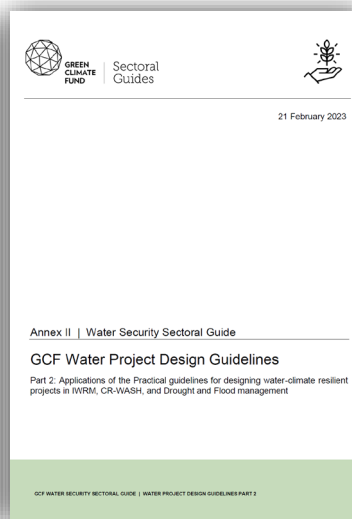 GREEN
CLIMATE
FUND
Sectoral
Guides
21 February 2023
Annex II | Water Security Sectoral Guide
GCF Water Project Design Guidelines
Part 2: Applications of the Practical guidelines for designing water-climate resilient
projects in IWRM, CR-WASH, and Drought and Flood management
GCF WATER SECURITY SECTORAL GUIDE | WATER PROJECT DESIGN GUIDELINES PART 2